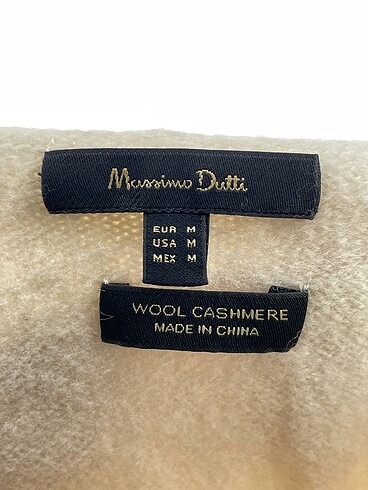 Massimo Dutti
EUR M
USA M
MEX M
WOOL CASHMERE
MADE IN CHINA